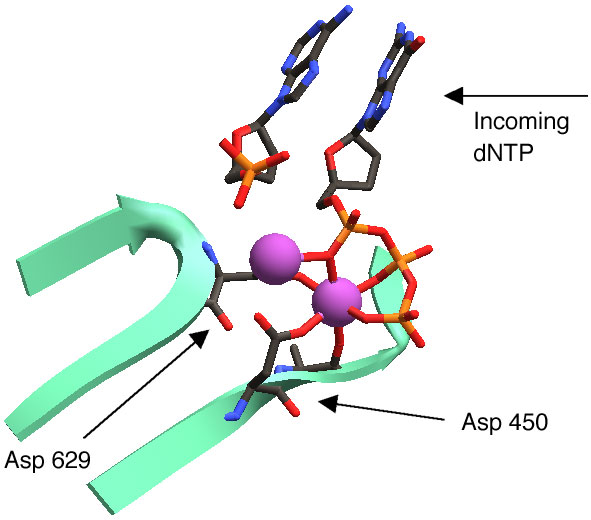 Incoming
dNTP
Asp 450
Asp 629